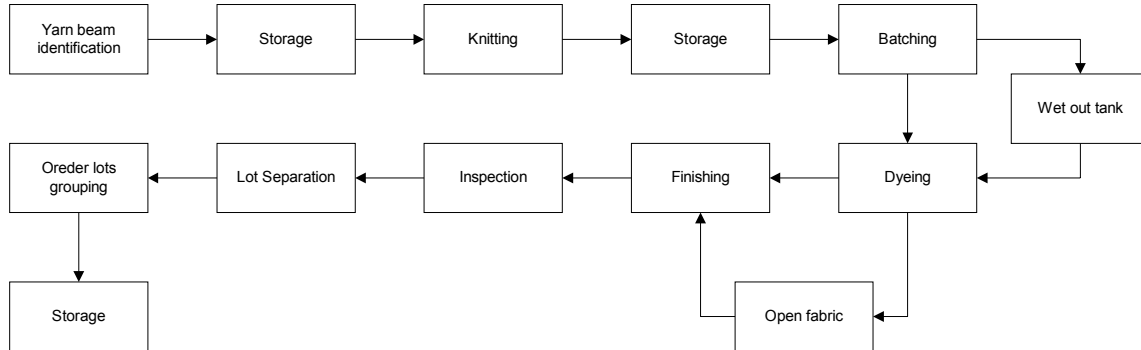 Yarn beam
identification
Storage
Knitting
Storage
Batching
Wet out tank
Oreder lots
grouping
Lot Separation
Inspection
Finishing
Dyeing
Storage
Open fabric